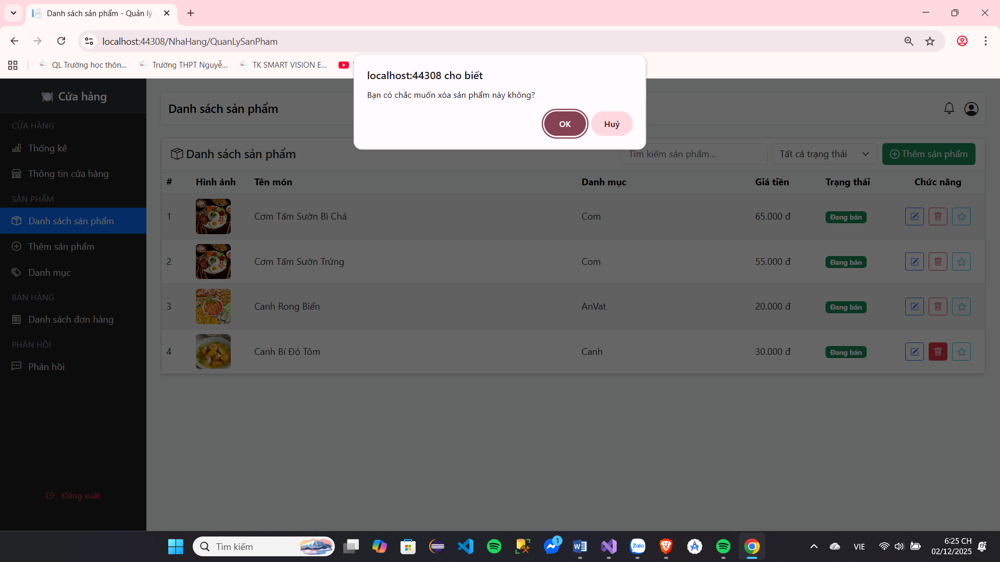 Danh sách sản phẩm - Quản lý
localhost:44308/NhaHang/QuanLySanPham
QL Trường học thôn...
Trường THPT Nguyễ...
TK SMART VISION E...
localhost:44308 cho biết
Bạn có chắc muốn xóa sản phẩm này không?
OK
Huỷ
Cửa hàng
CỬA HÀNG
Thống kê
Thông tin cửa hàng
SẢN PHẨM
Danh sách sản phẩm
Thêm sản phẩm
Danh mục
BÁN HÀNG
Danh sách đơn hàng
PHẢN HỒI
Phản hồi
Đăng xuất
Danh sách sản phẩm
Danh sách sản phẩm
Tìm kiếm sản phẩm...
Tất cả trạng thái
Thêm sản phẩm
# Hình ảnh Tên món Danh mục Giá tiền Trạng thái Chức năng
1 Cơm Tấm Sườn Bì Chả Com 65.000 đ Đang bán
2 Cơm Tấm Sườn Trứng Com 55.000 đ Đang bán
3 Canh Rong Biển AnVat 20.000 đ Đang bán
4 Canh Bí Đỏ Tôm Canh 30.000 đ Đang bán
Tìm kiếm
1
Zalo
VIE
6:25 CH
02/12/2025